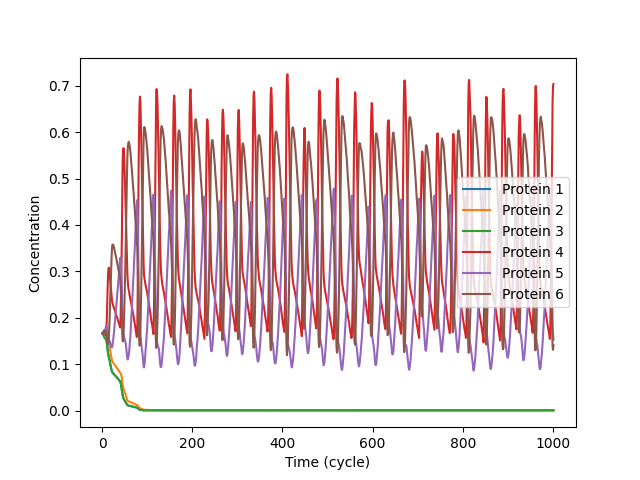 0.7
0.6
0.5
0.4
0.3
0.2
0.1
0.0
Concentration
0
200
400
600
800
1000
Time (cycle)
Protein 1
Protein 2
Protein 3
Protein 4
Protein 5
Protein 6